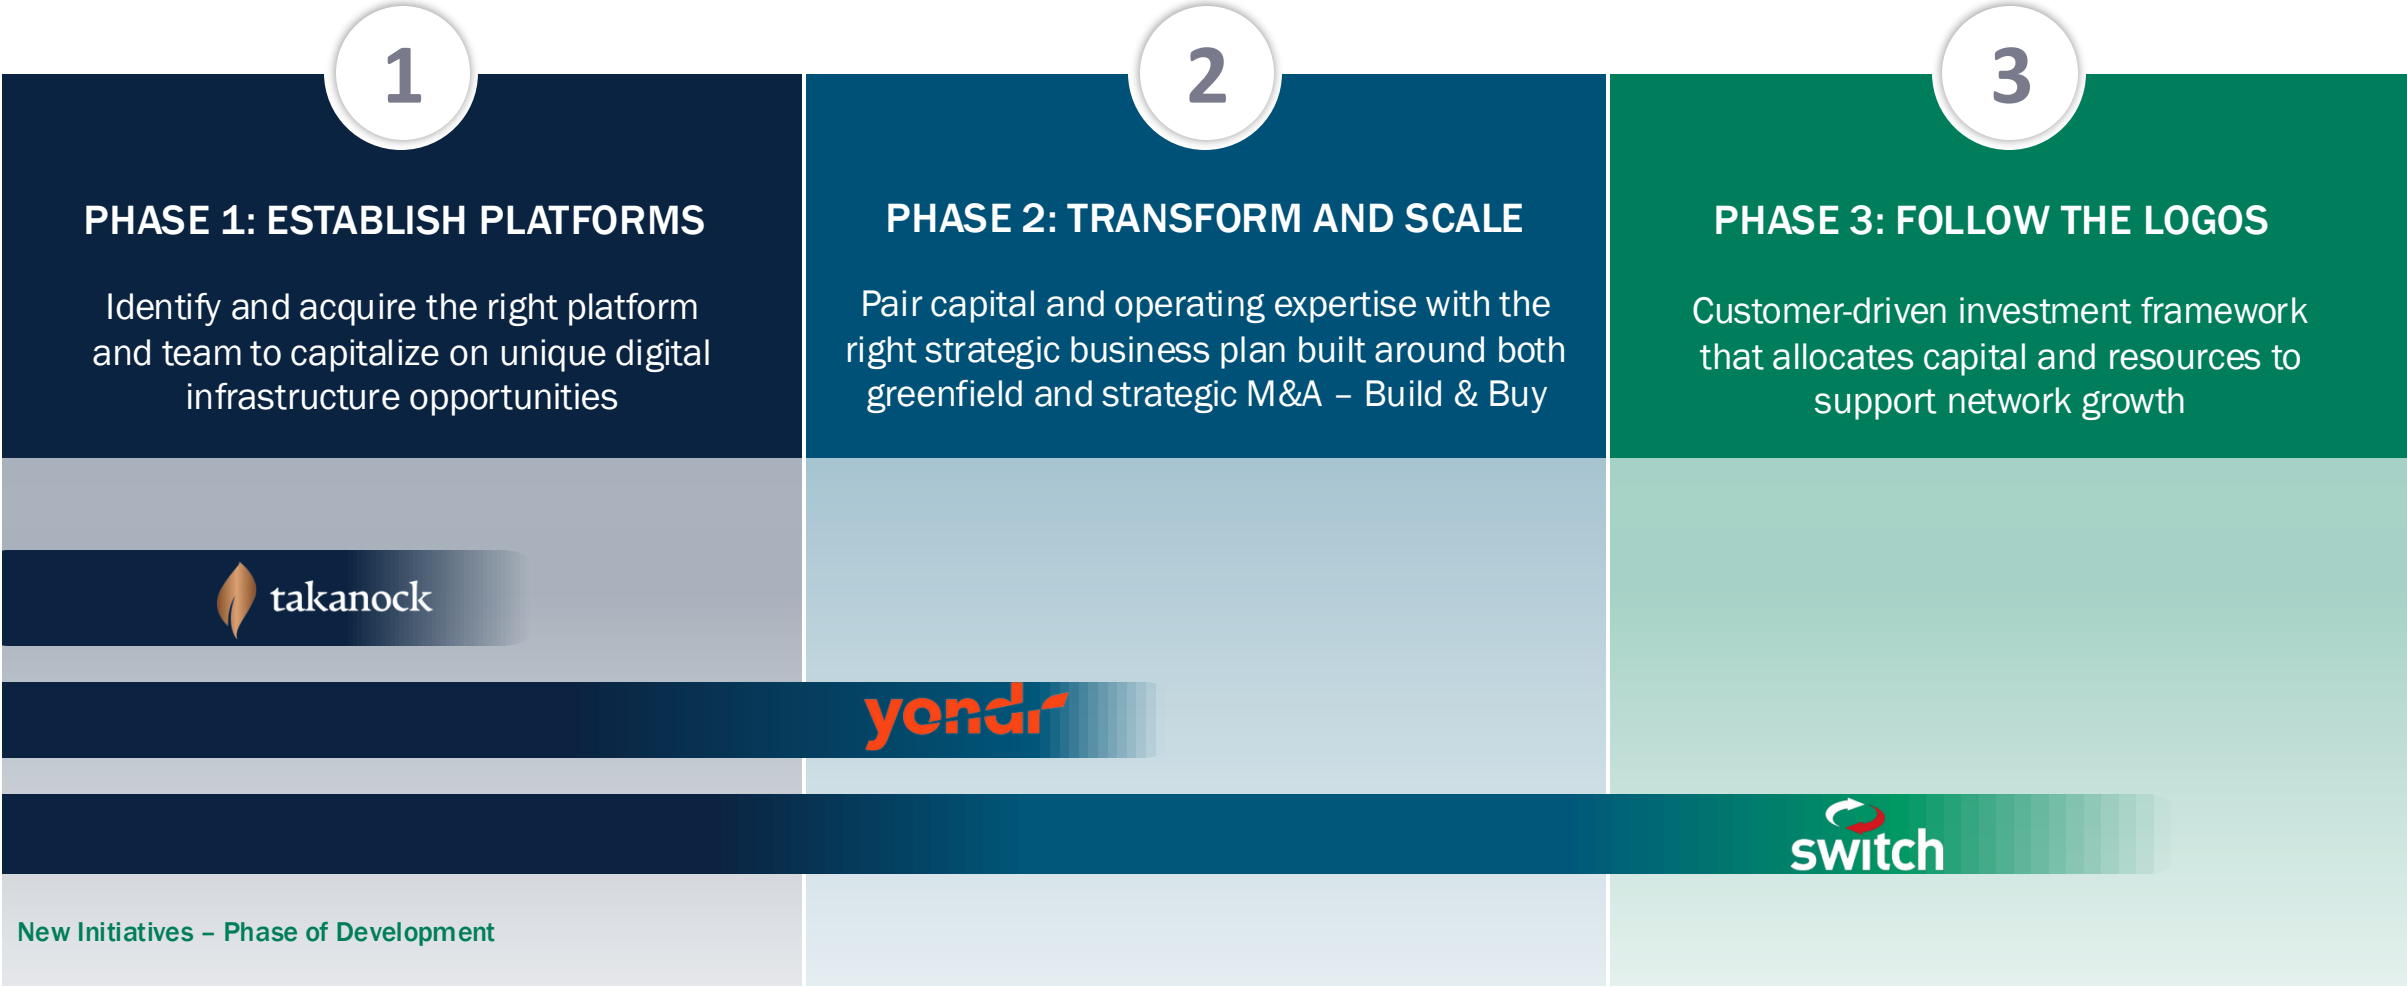 1
PHASE 1: ESTABLISH PLATFORMS
Identify and acquire the right platform
and team to capitalize on unique digital
infrastructure opportunities
2
PHASE 2: TRANSFORM AND SCALE
Pair capital and operating expertise with the
right strategic business plan built around both
greenfield and strategic M&A – Build & Buy
3
PHASE 3: FOLLOW THE LOGOS
Customer-driven investment framework
that allocates capital and resources to
support network growth
takanock
yondr
switch
New Initiatives – Phase of Development